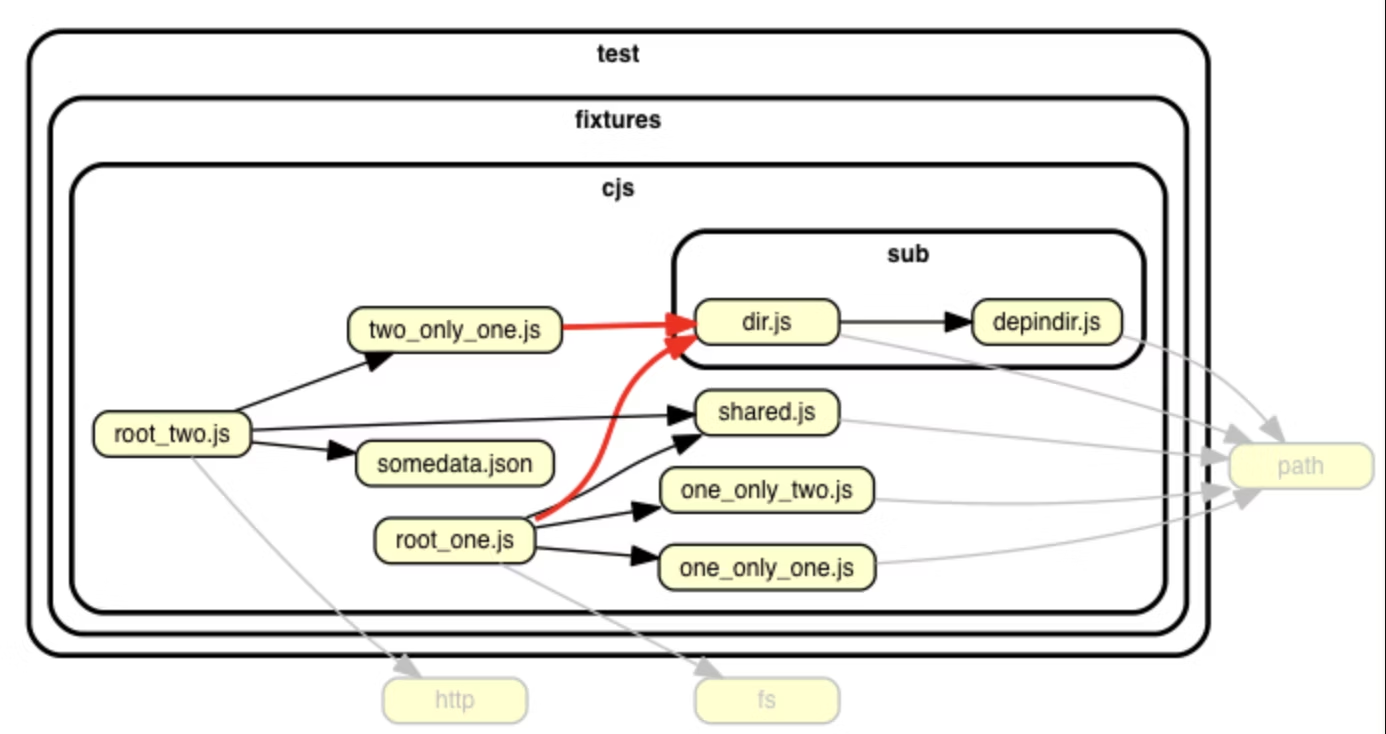 test
fixtures
cjs
sub
two_only_one.js
dir.js
depindir.js
root_two.js
shared.js
somedata.json
path
one_only_two.js
root_one.js
one_only_one.js
http
fs